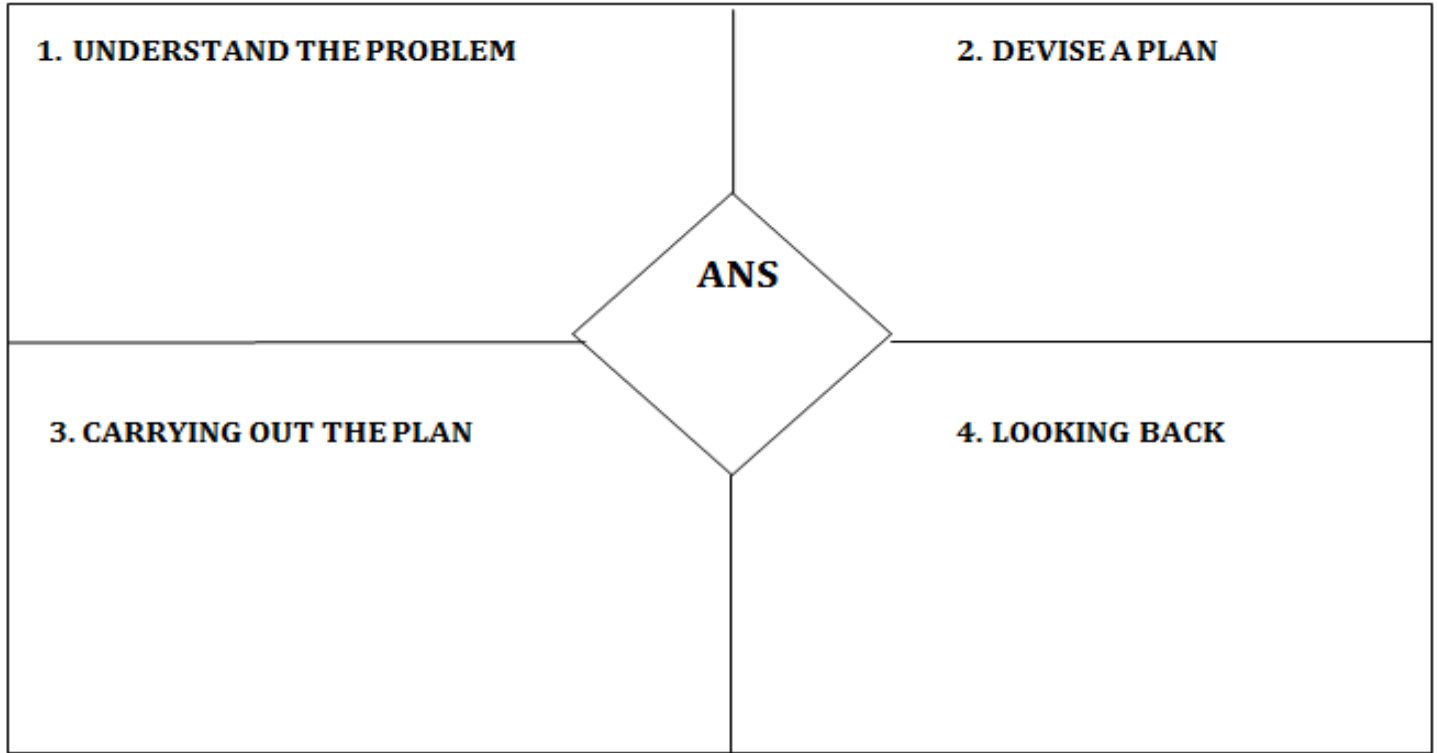 1. UNDERSTAND THE PROBLEM
2. DEVISE A PLAN
ANS
3. CARRYING OUT THE PLAN
4. LOOKING BACK